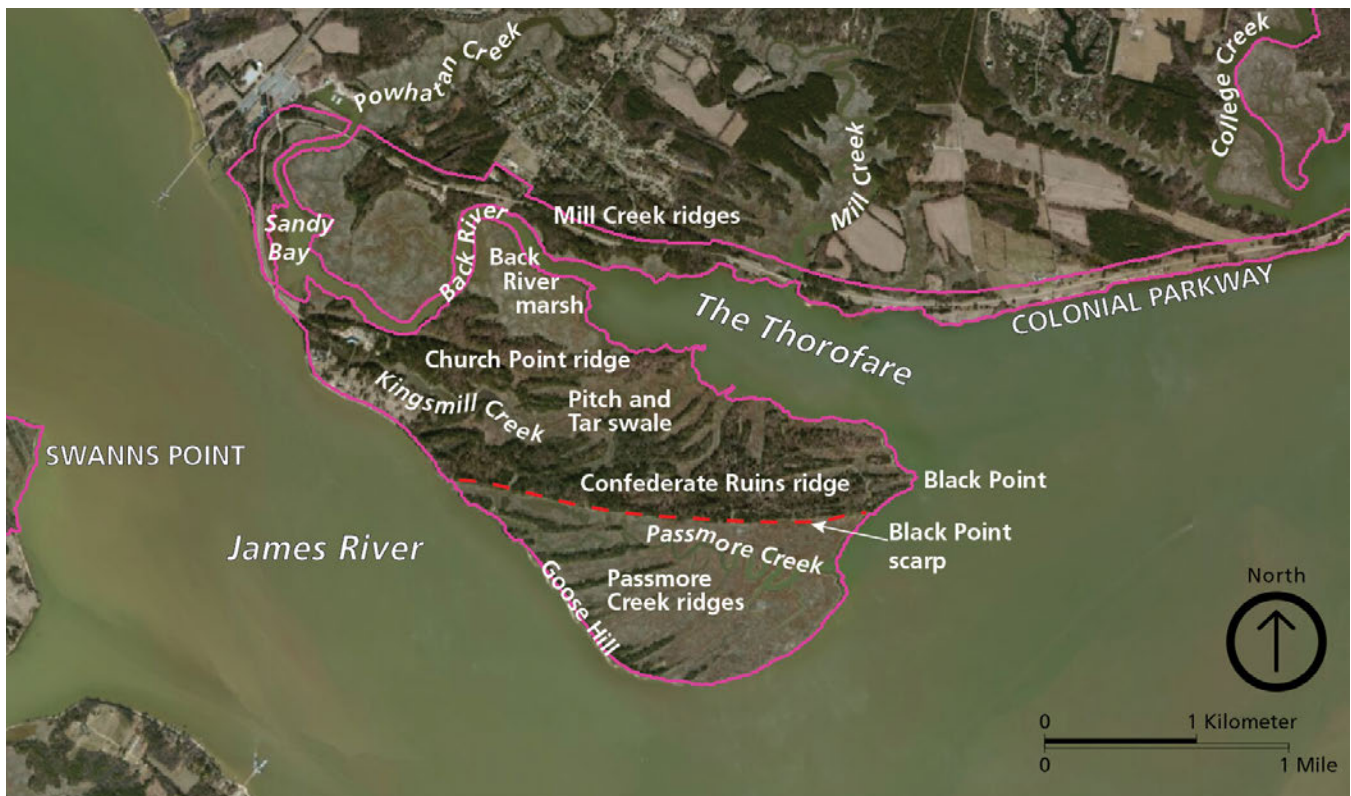 Powhatan Creek
College Creek
Mill Creek
Sandy
Bay
Back River
Mill Creek ridges
Back
River
marsh
The Thorofare
COLONIAL PARKWAY
Church Point ridge
Kingsmill Creek
Pitch and
Tar swale
SWANNS POINT
Confederate Ruins ridge
Black Point
James River
Passmore Creek
Black Point
scarp
Goose Hill
Passmore
Creek ridges
North
0 1 Kilometer
0 1 Mile